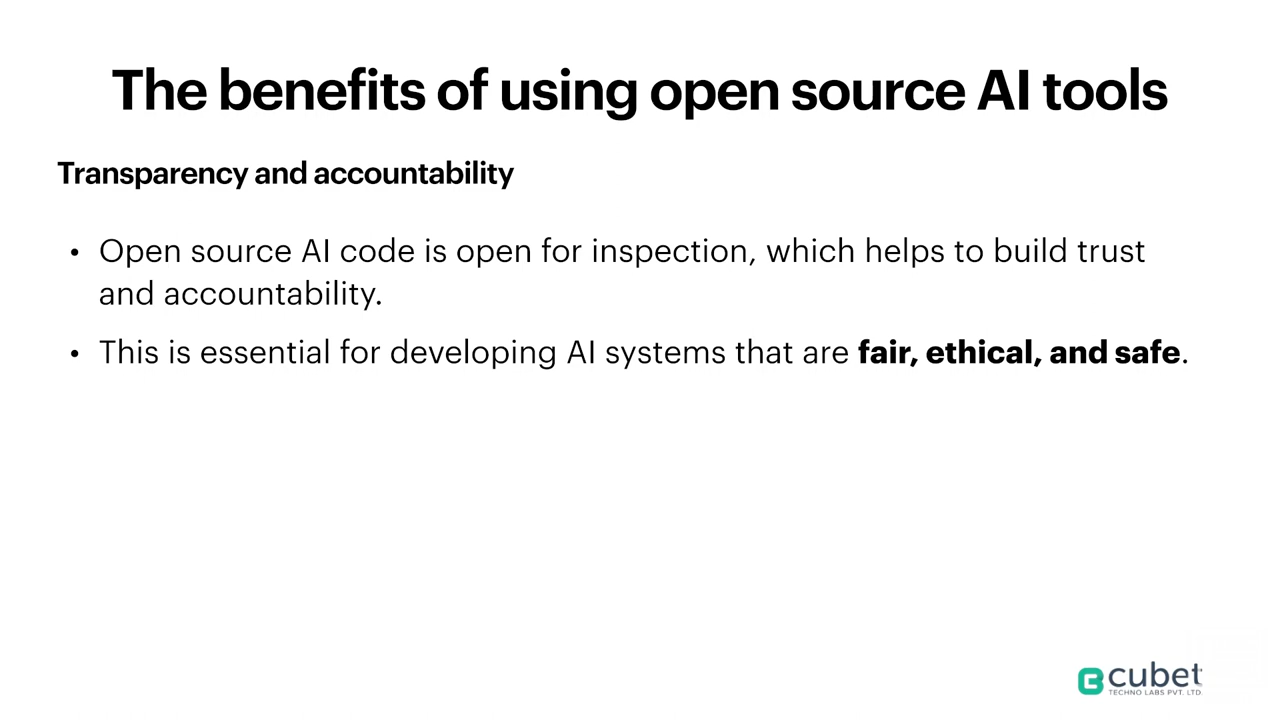 The benefits of using open source AI tools
Transparency and accountability
• Open source AI code is open for inspection, which helps to build trust
and accountability.
• This is essential for developing AI systems that are fair, ethical, and safe.
cubet
TECHNO LABS PVT. LTD.